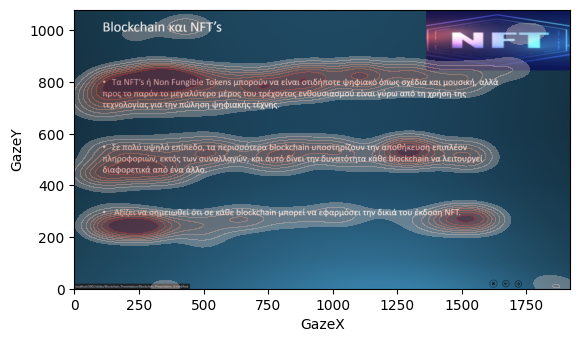 Blockchain και NFT's
NFT
• Τα NFT's ή Non Fungible Tokens μπορούν να είναι οτιδήποτε ψηφιακό όπως σχέδια και μουσική, αλλά
προς το παρόν το μεγαλύτερο μέρος του τρέχοντος ενθουσιασμού είναι γύρω από τη χρήση της
τεχνολογίας για την πώληση ψηφιακής τέχνης.
• Σε πολύ υψηλό επίπεδο, τα περισσότερα blockchain υποστηρίζουν την αποθήκευση επιπλέον
πληροφοριών, εκτός των συναλλαγών, και αυτό δίνει την δυνατότητα κάθε blockchain να λειτουργεί
διαφορετικά από ένα άλλο.
• Αξίζει να σημειωθεί ότι σε κάθε blockchain μπορεί να εφαρμόσει την δικιά του έκδοση NFT.
GazeY
1000
800
600
400
200
0
0 250 500 750 1000 1250 1500 1750
GazeX